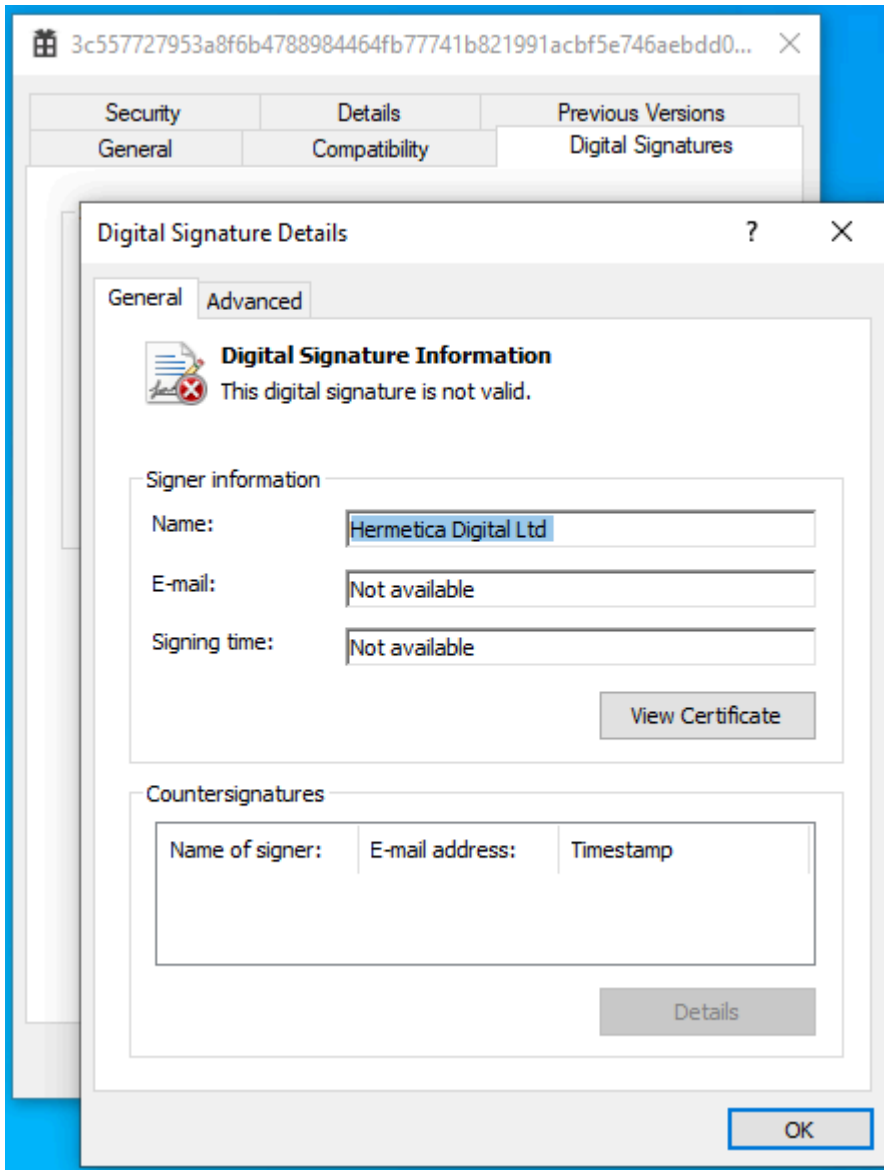 3c557727953a8f6b4788984464fb77741b821991acbf5e746aebdd0...
Security Details Previous Versions
General Compatibility Digital Signatures
Digital Signature Details ?
General Advanced
Digital Signature Information
This digital signature is not valid.
Signer information
Name: Hermetica Digital Ltd
E-mail: Not available
Signing time: Not available
View Certificate
Countersignatures
Name of signer: E-mail address: Timestamp
Details
OK